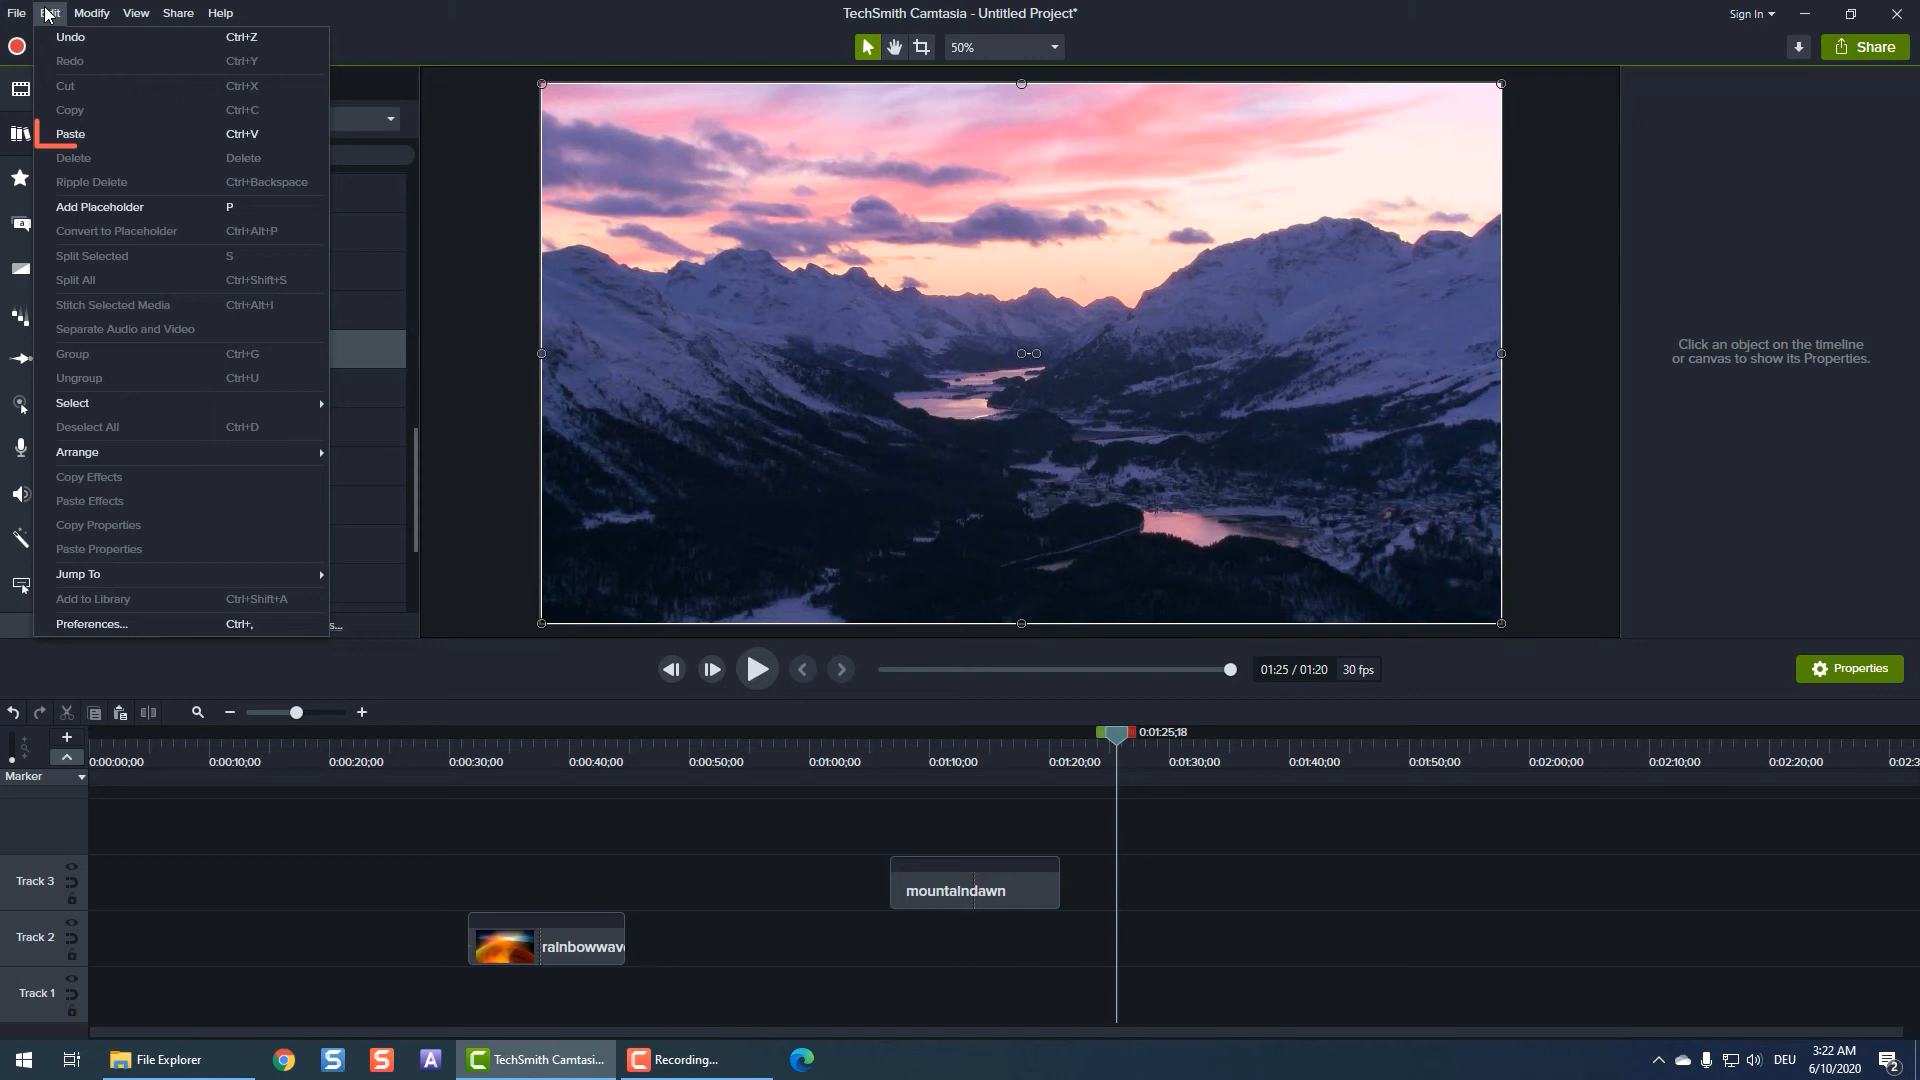 File Edit Modify View Share Help
TechSmith Camtasia - Untitled Project*
Sign In
50%
Share
Undo Ctrl+Z
Redo Ctrl+Y
Cut Ctrl+X
Copy Ctrl+C
Paste Ctrl+V
Delete Delete
Ripple Delete Ctrl+Backspace
Add Placeholder P
Convert to Placeholder Ctrl+Alt+P
Split Selected S
Split All Ctrl+Shift+S
Stitch Selected Media Ctrl+Alt+I
Separate Audio and Video
Group Ctrl+G
Ungroup Ctrl+U
Select
Deselect All Ctrl+D
Arrange
Copy Effects
Paste Effects
Copy Properties
Paste Properties
Jump To
Add to Library Ctrl+Shift+A
Preferences... Ctrl+,
s...
Click an object on the timeline
or canvas to show its Properties.
01:25 / 01:20 30 fps
Properties
0:01:25;18
0:00:00;00 0:00:10;00 0:00:20;00 0:00:30;00 0:00:40;00 0:00:50;00 0:01:00;00 0:01:10;00 0:01:20;00 0:01:30;00 0:01:40;00 0:01:50;00 0:02:00;00 0:02:10;00 0:02:20;00 0:02:3
Marker
Track 3
mountaindawn
Track 2
rainbowwav
Track 1
File Explorer
TechSmith Camtasi...
Recording...
DEU
3:22 AM
6/10/2020
2